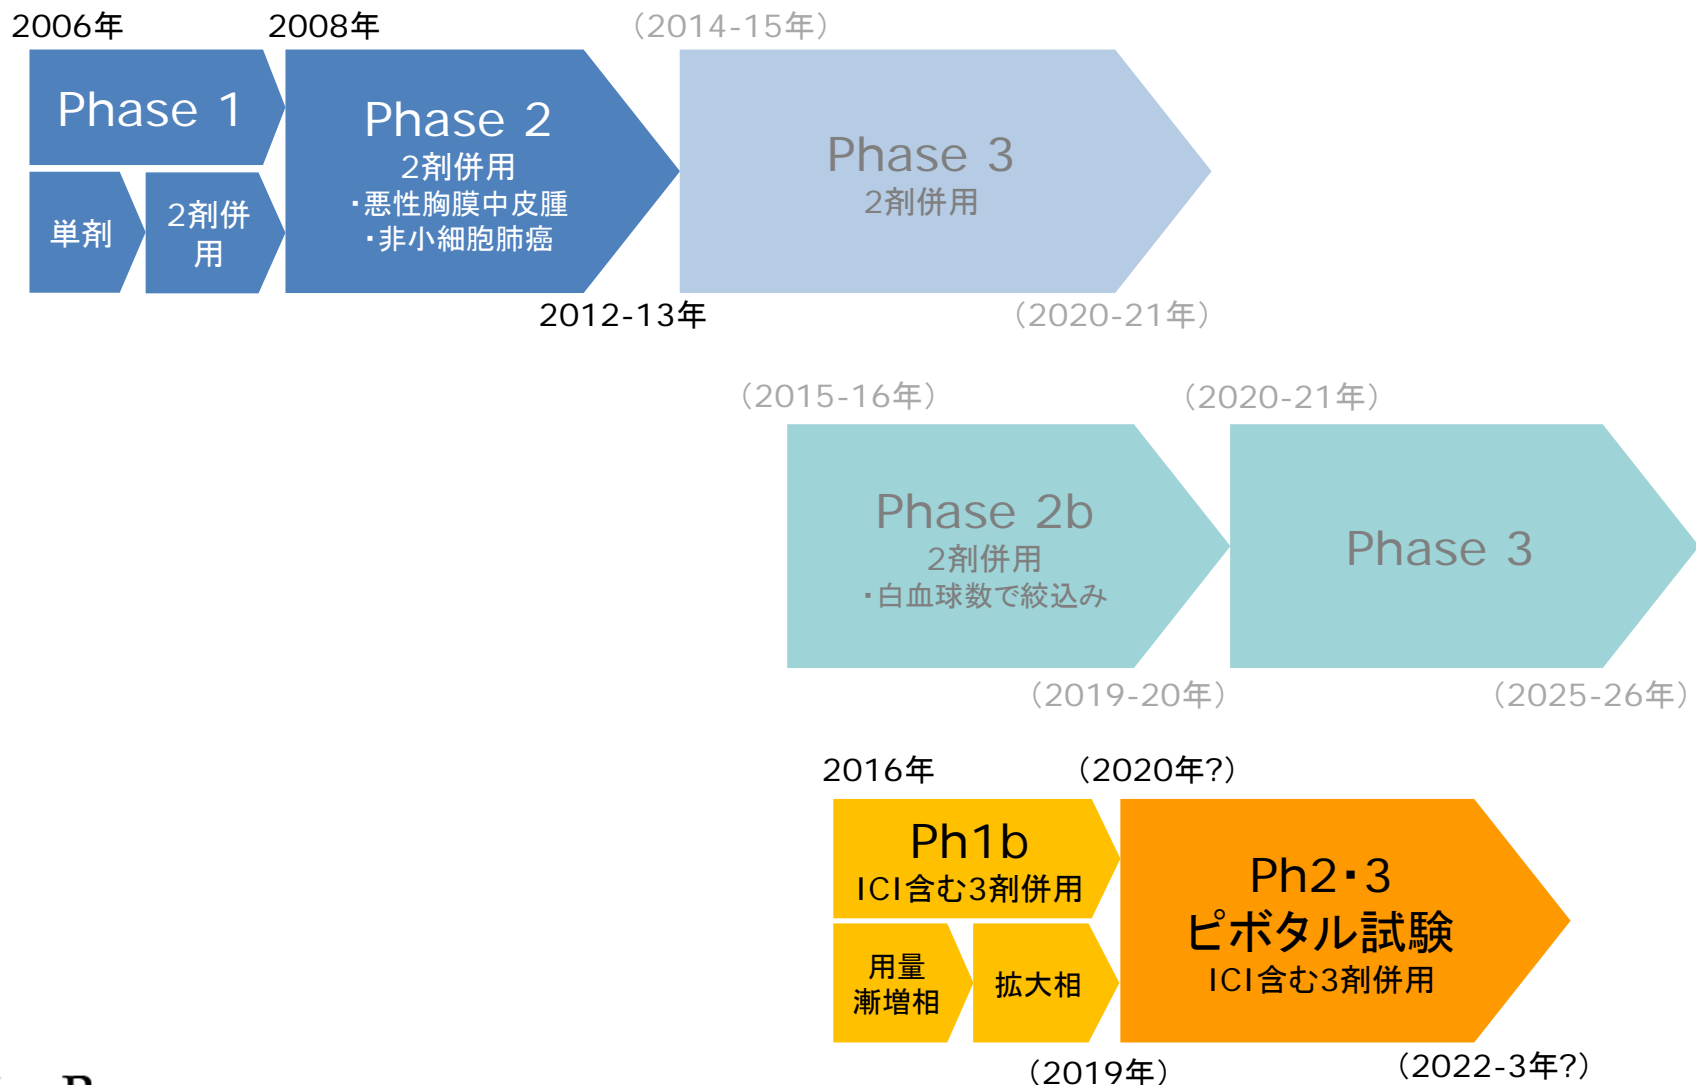 2006年
2008年
（2014-15年）
Phase 1
単剤
2剤併
用
Phase 2
2剤併用
・悪性胸膜中皮腫
・非小細胞肺癌
Phase 3
2剤併用
2012-13年
（2020-21年）
（2015-16年）
（2020-21年）
Phase 2b
2剤併用
・白血球数で絞込み
Phase 3
（2019-20年）
（2025-26年）
2016年
（2020年?）
Ph1b
ICI含む3剤併用
用量
漸増相
拡大相
Ph2・3
ピボタル試験
ICI含む3剤併用
（2019年）
（2022-3年?）